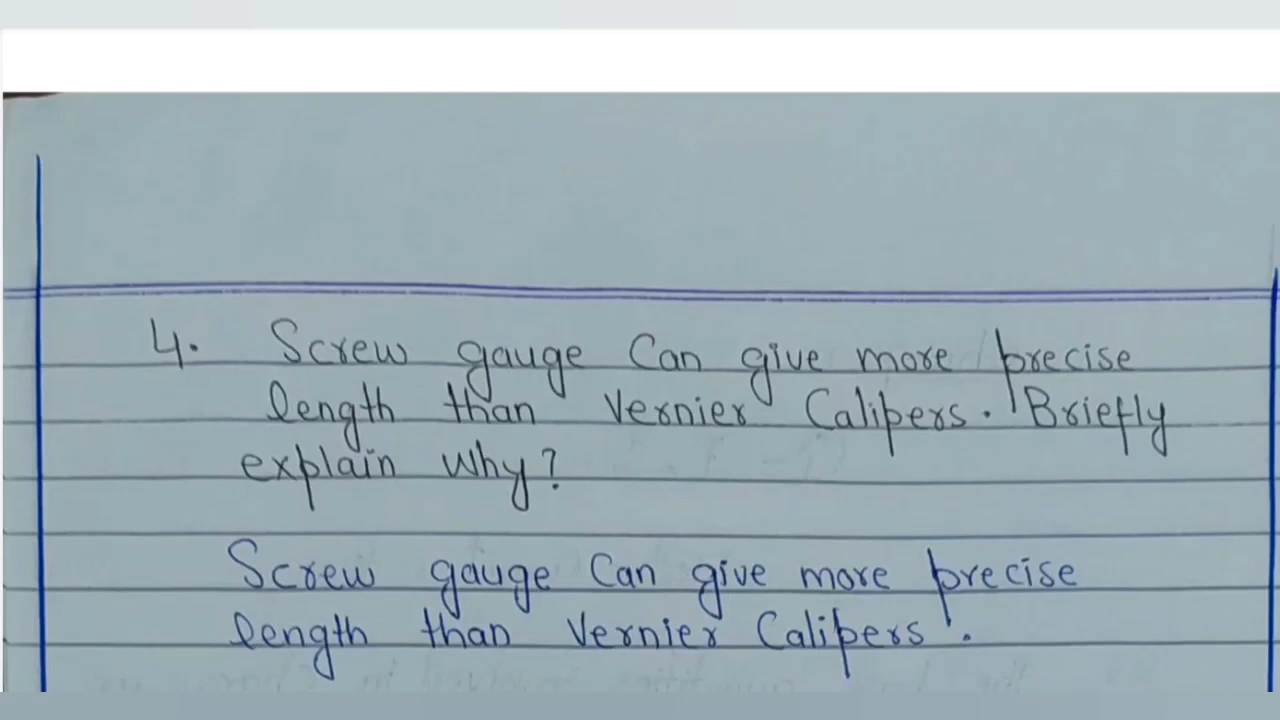 4. Screw gauge Can give more precise
length than Vernier Calipers. Briefly
explain Why?
Screw gauge Can give more precise
length than Vernier Calipers.